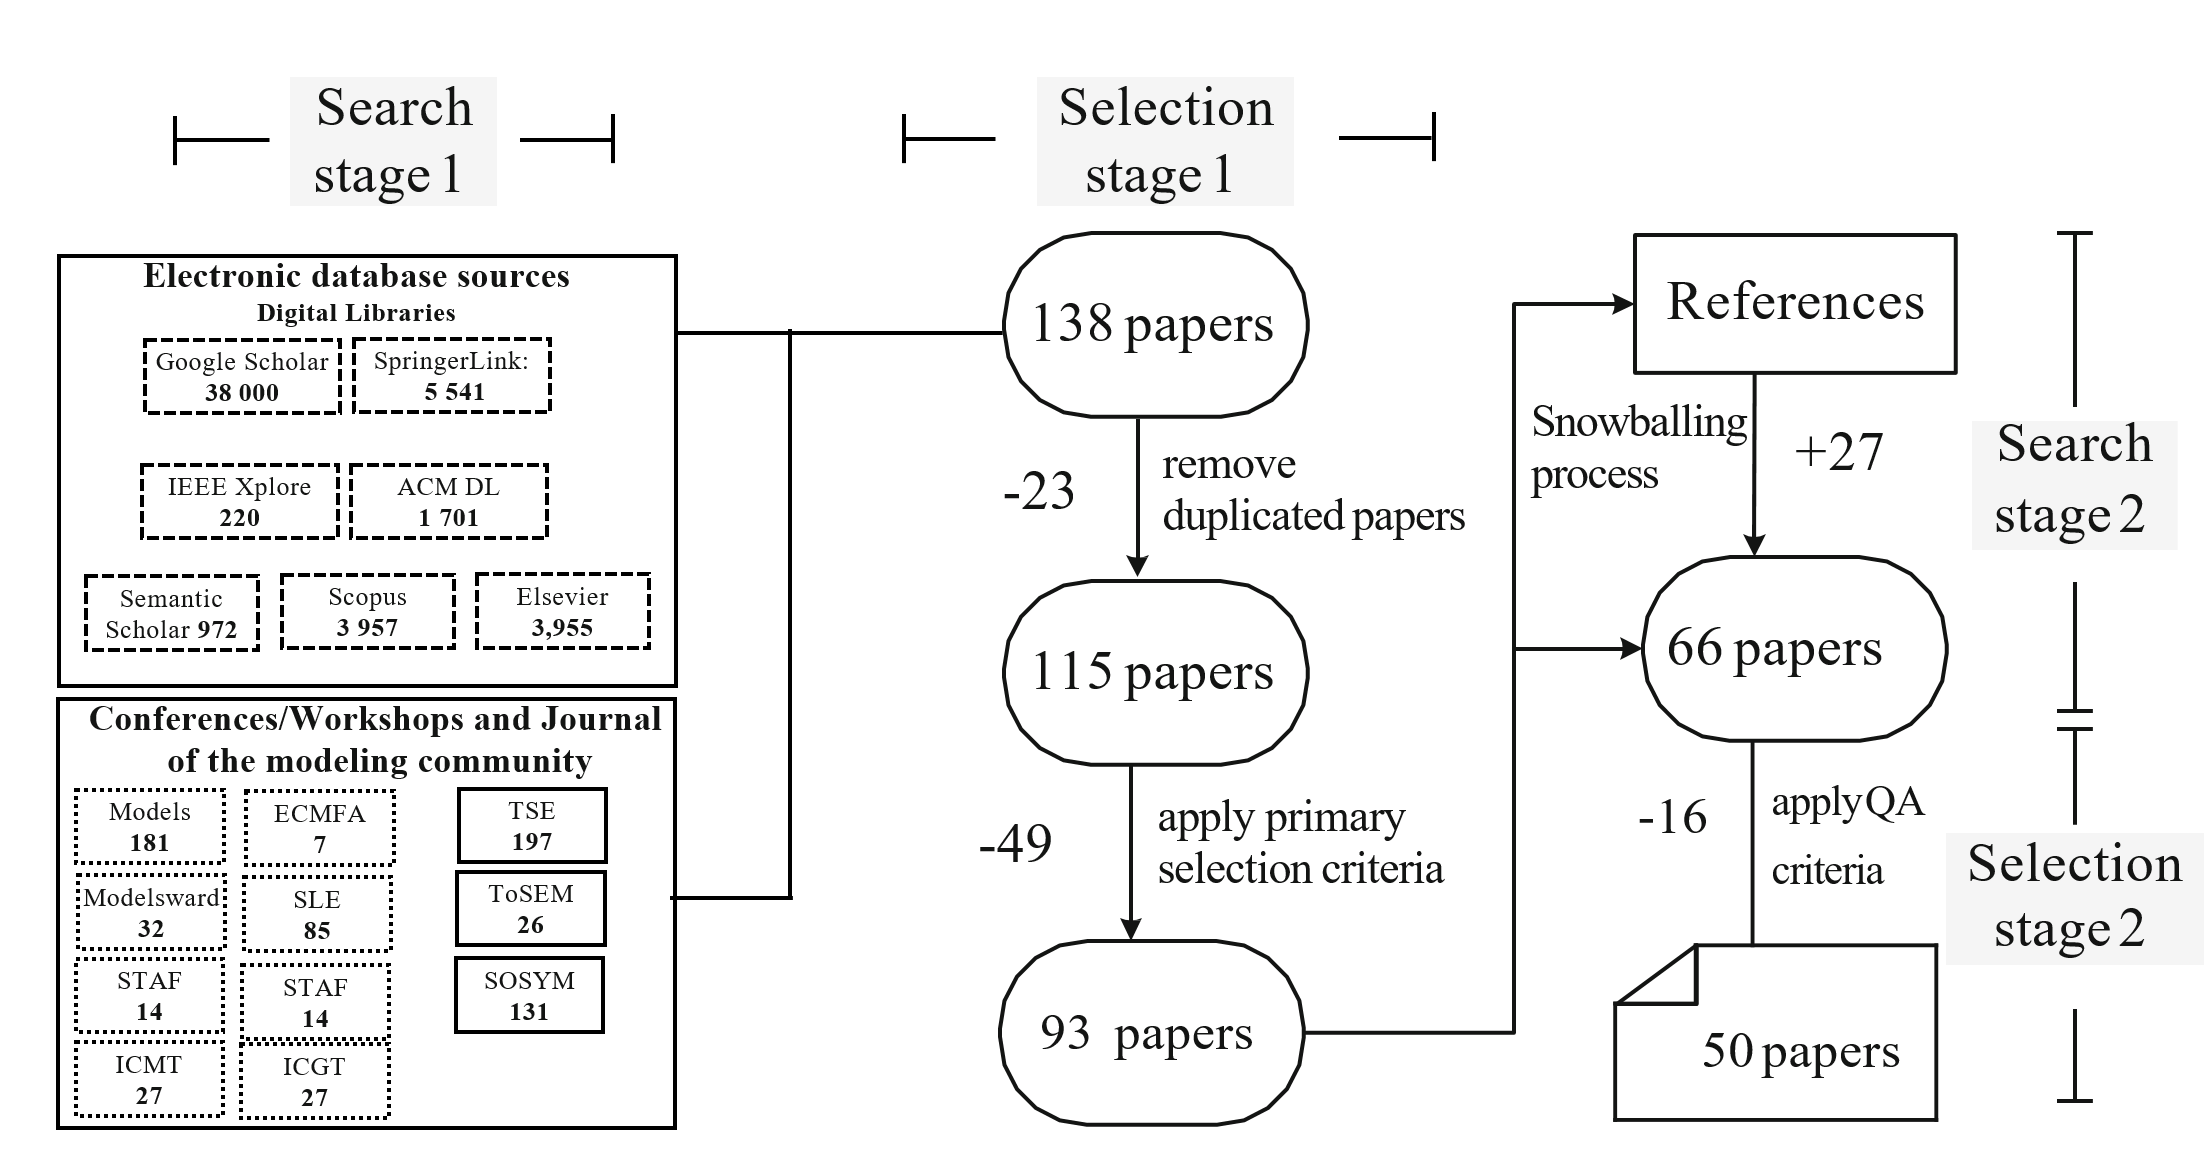 Search
stage 1
Selection
stage 1
Electronic database sources
Digital Libraries
Google Scholar
38 000
SpringerLink:
5 541
IEEE Xplore
220
ACM DL
1 701
Semantic
Scholar 972
Scopus
3 957
Elsevier
3,955
Conferences/Workshops and Journal
of the modeling community
Models
181
ECMFA
7
TSE
197
Modelsward
32
SLE
85
ToSEM
26
STAF
14
STAF
14
SOSYM
131
ICMT
27
ICGT
27
138 papers
-23
remove
duplicated papers
115 papers
-49
apply primary
selection criteria
93 papers
References
Snowballing
process
+27
66 papers
-16
apply QA
criteria
50 papers
Search
stage 2
Selection
stage 2